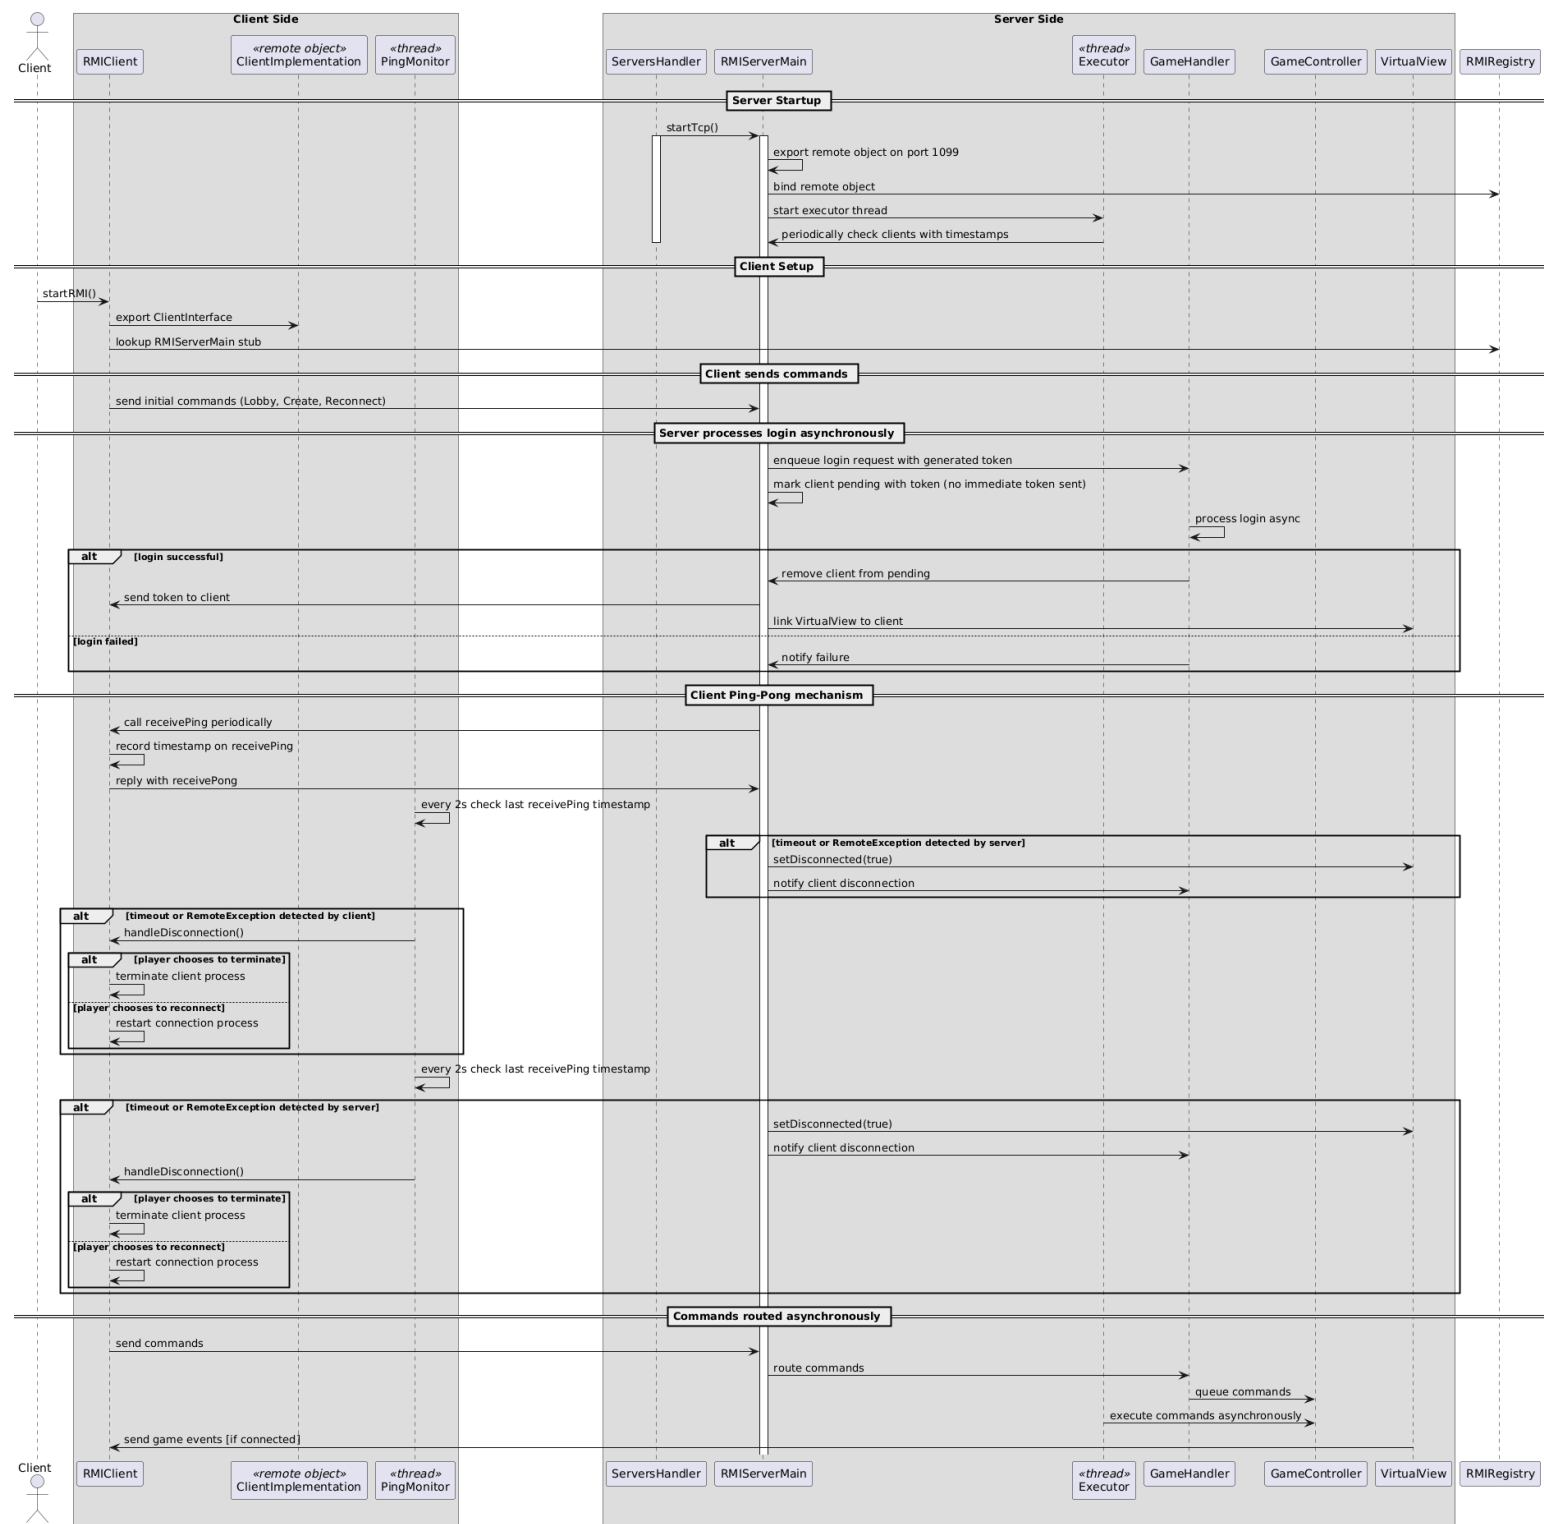 Client Side
Server Side
Client
RMIClient
«remote object»
ClientImplementation
«thread»
PingMonitor
ServersHandler
RMIServerMain
«thread»
Executor
GameHandler
GameController
VirtualView
RMIRegistry
Server Startup
startTcp()
export remote object on port 1099
bind remote object
start executor thread
periodically check clients with timestamps
Client Setup
startRMI()
export ClientInterface
lookup RMIServerMain stub
Client sends commands
send initial commands (Lobby, Create, Reconnect)
Server processes login asynchronously
enqueue login request with generated token
mark client pending with token (no immediate token sent)
process login async
alt [login successful]
remove client from pending
send token to client
link VirtualView to client
[login failed]
notify failure
Client Ping-Pong mechanism
call receivePing periodically
record timestamp on receivePing
reply with receivePong
every 2s check last receivePing timestamp
alt [timeout or RemoteException detected by server]
setDisconnected(true)
notify client disconnection
alt [timeout or RemoteException detected by client]
handleDisconnection()
alt [player chooses to terminate]
terminate client process
[player chooses to reconnect]
restart connection process
every 2s check last receivePing timestamp
alt [timeout or RemoteException detected by server]
setDisconnected(true)
notify client disconnection
handleDisconnection()
alt [player chooses to terminate]
terminate client process
[player chooses to reconnect]
restart connection process
Commands routed asynchronously
send commands
route commands
queue commands
execute commands asynchronously
send game events [if connected]
Client
RMIClient
«remote object»
ClientImplementation
«thread»
PingMonitor
ServersHandler
RMIServerMain
«thread»
Executor
GameHandler
GameController
VirtualView
RMIRegistry